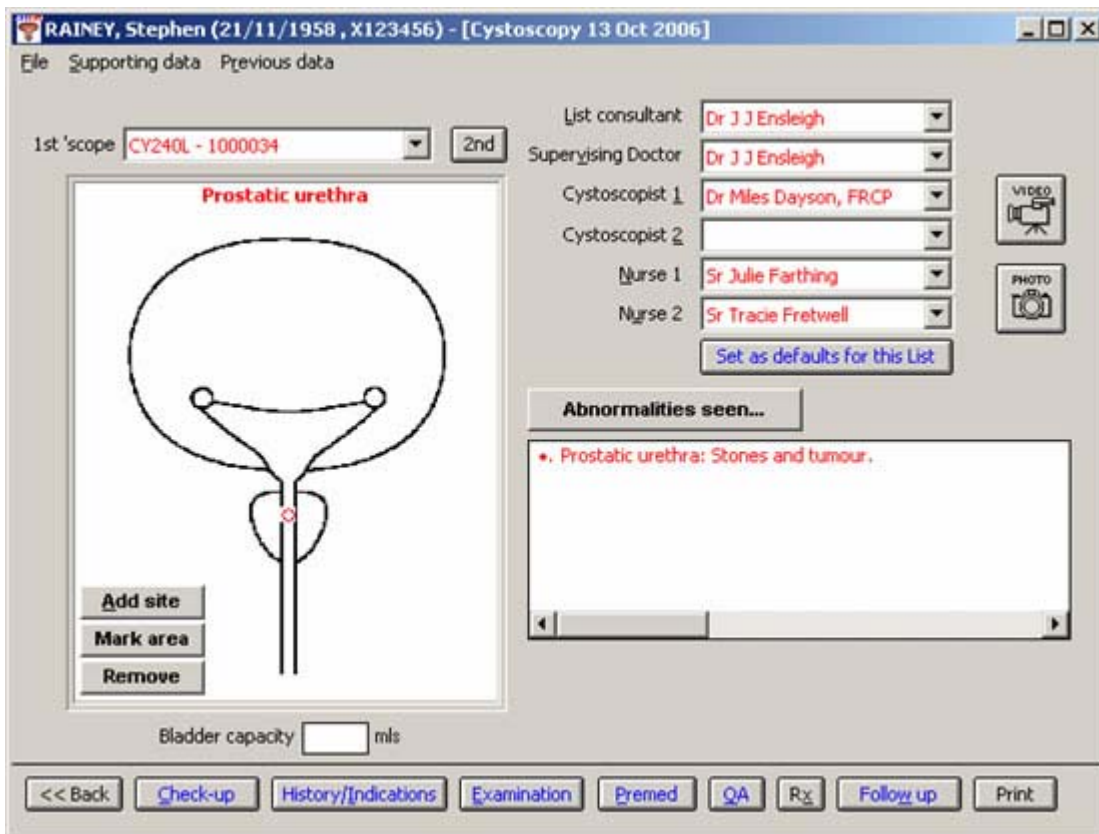 RAINEY, Stephen (21/11/1958 , X123456) - [Cystoscopy 13 Oct 2006]
File Supporting data Previous data
1st 'scope CY240L - 1000034 2nd
Prostatic urethra
Add site
Mark area
Remove
Bladder capacity mls
List consultant Dr J J Ensleigh
Supervising Doctor Dr J J Ensleigh
Cystoscopist 1 Dr Miles Dayson, FRCP
Cystoscopist 2
Nurse 1 Sr Julie Farthing
Nurse 2 Sr Tracie Fretwell
Set as defaults for this List
VIDEO
PHOTO
Abnormalities seen...
•. Prostatic urethra: Stones and tumour.
<< Back Check-up History/Indications Examination Premed QA Rx Follow up Print